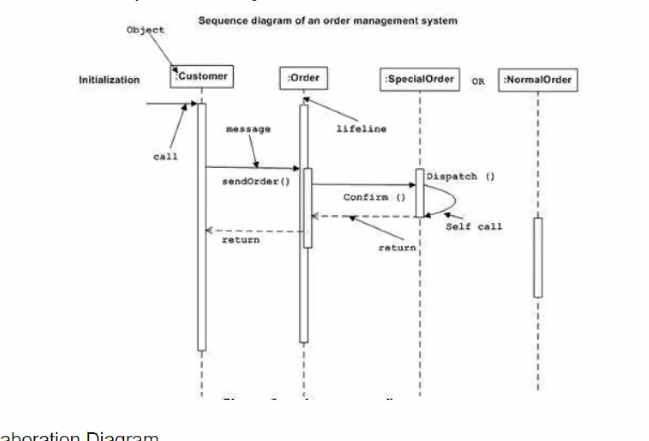 Sequence diagram of an order management system
Object
Initialization
:Customer
:Order
:SpecialOrder
OR
:NormalOrder
message
lifeline
call
sendOrder()
Dispatch ()
Confirm ()
Self call
return
return
aboration Diagram